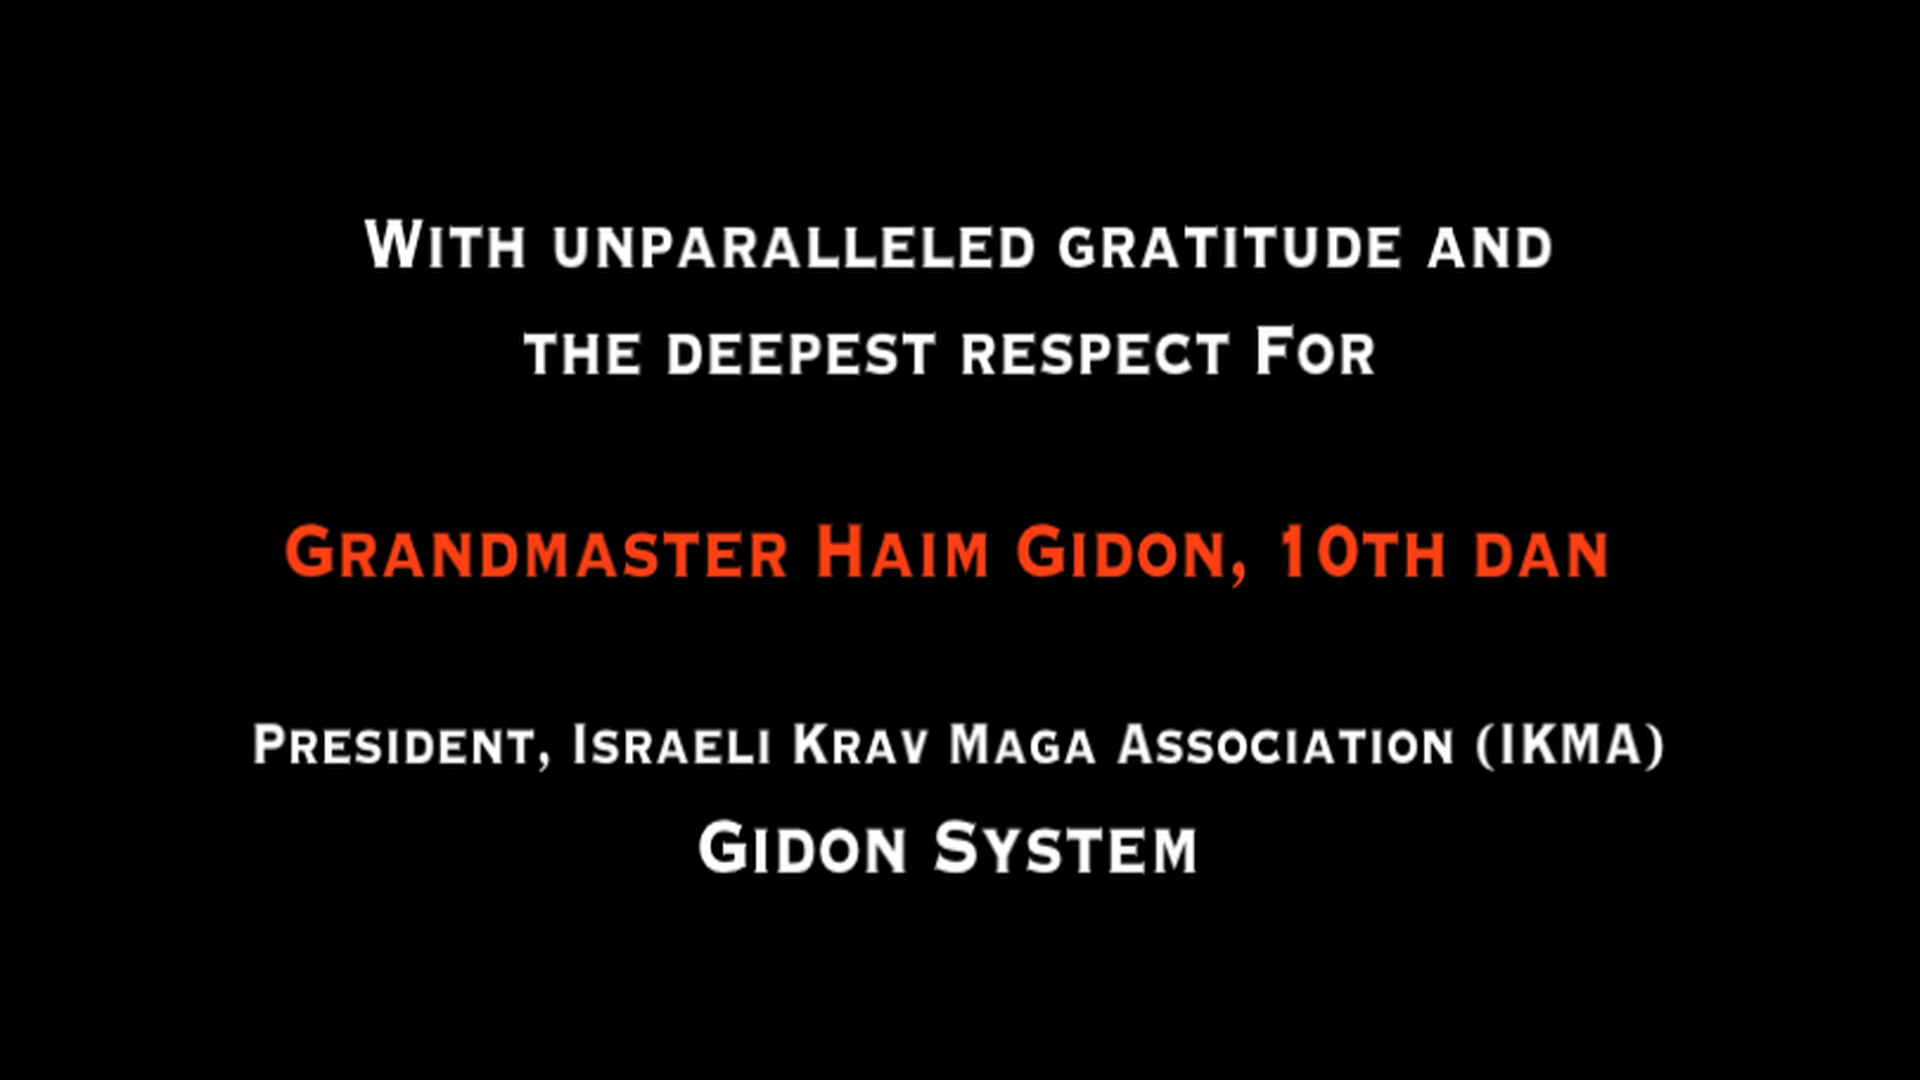 With unparalleled gratitude and
the deepest respect For
Grandmaster Haim Gidon, 10th dan
President, Israeli Krav Maga Association (IKMA)
Gidon System